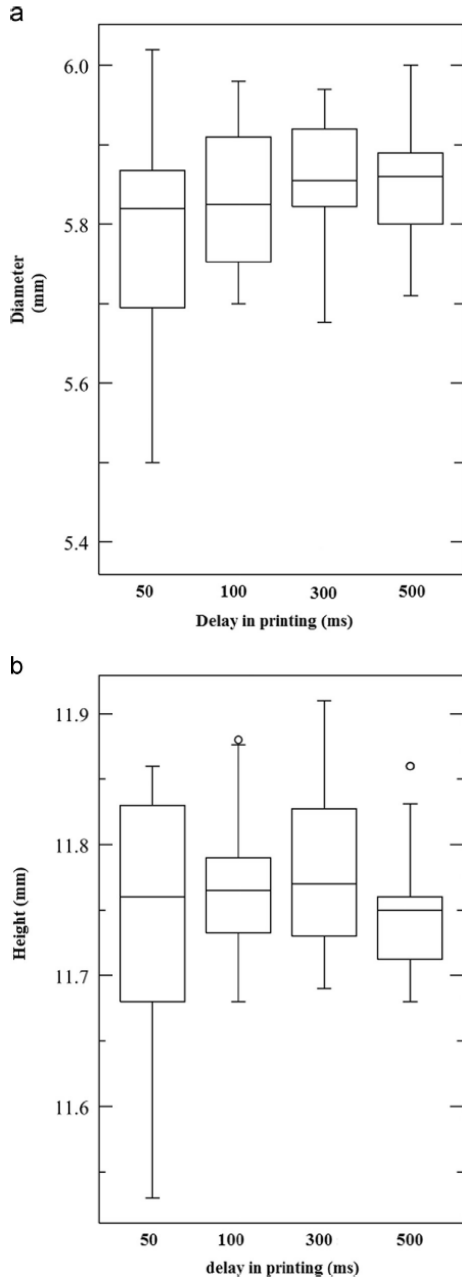 a
6.0
5.8
5.6
5.4
Diameter
(mm)
50 100 300 500
Delay in printing (ms)
b
11.9
11.8
11.7
11.6
Height (mm)
50 100 300 500
delay in printing (ms)